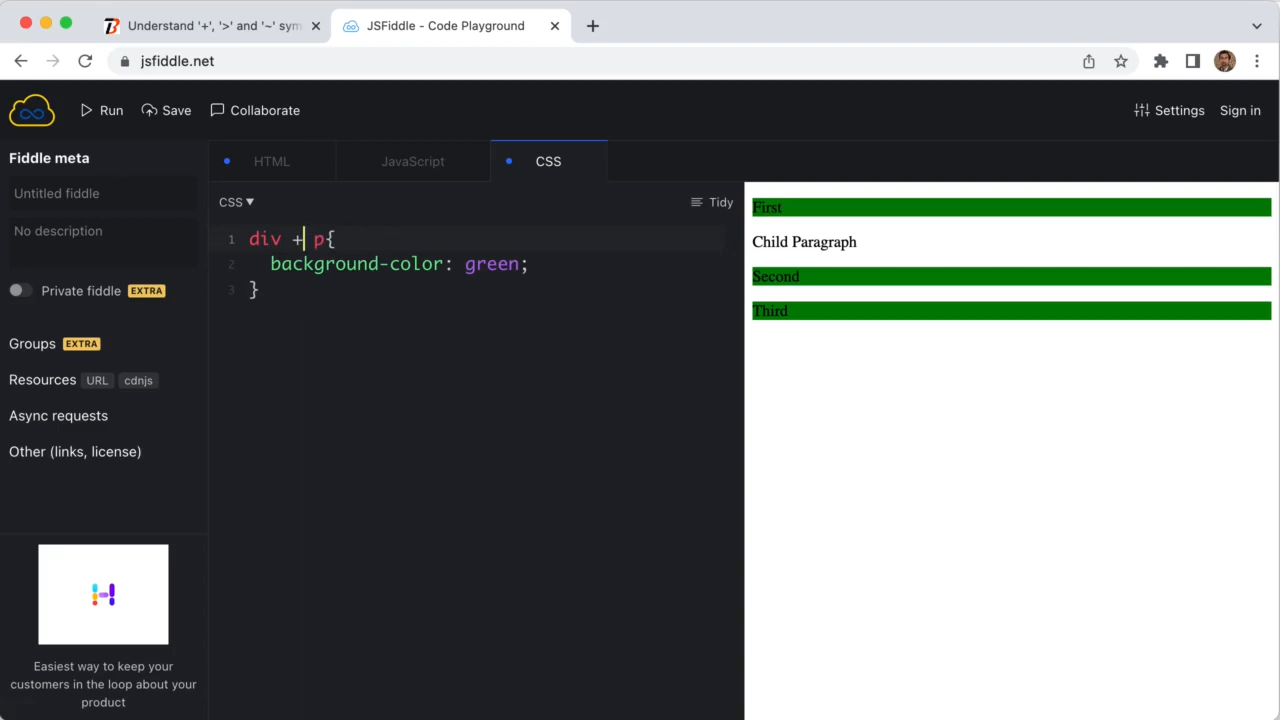 Understand '+', '>' and '~' sym
JSFiddle - Code Playground
jsfiddle.net
Run
Save
Collaborate
Settings
Sign in
Fiddle meta
Untitled fiddle
No description
Private fiddle EXTRA
Groups EXTRA
Resources URL cdnjs
Async requests
Other (links, license)
Easiest way to keep your
customers in the loop about your
product
HTML
JavaScript
CSS
CSS ▼
Tidy
1 div + p{
2 background-color: green;
3 }
First
Child Paragraph
Second
Third